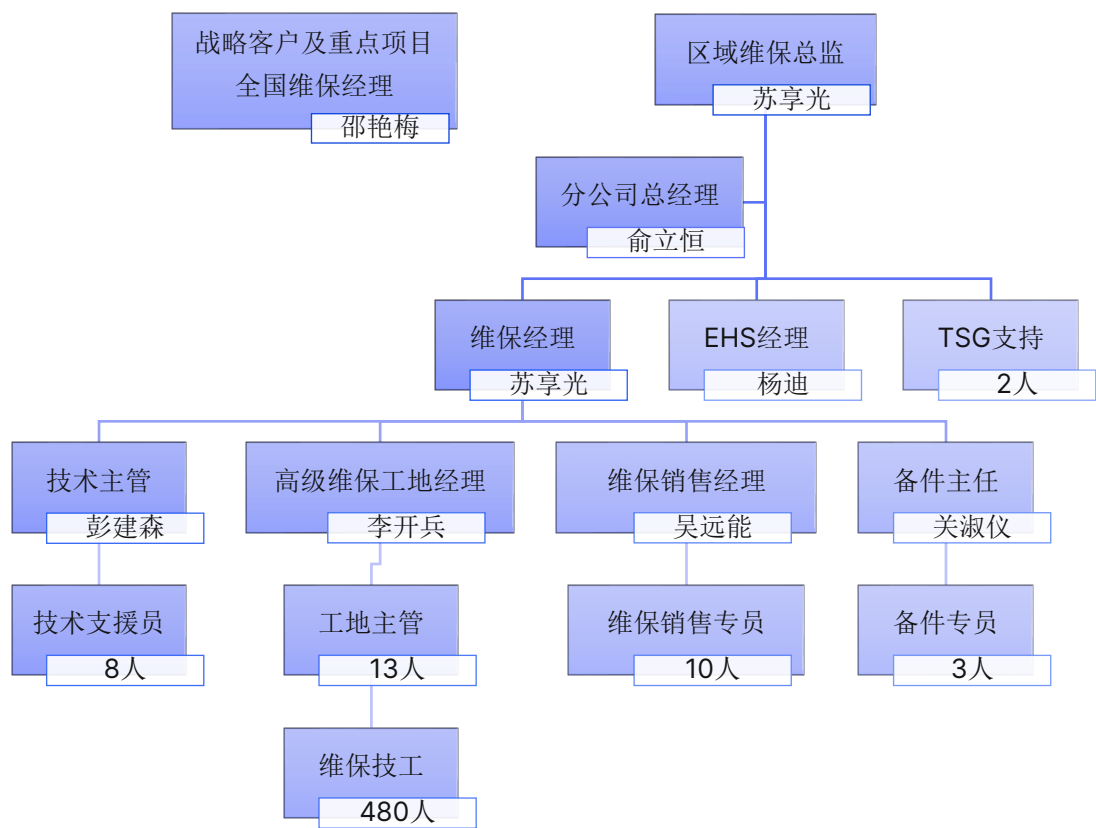 战略客户及重点项目
全国维保经理
邵艳梅
区域维保总监
苏享光
分公司总经理
俞立恒
维保经理
苏享光
EHS经理
杨迪
TSG支持
2人
技术主管
彭建森
高级维保工地经理
李开兵
维保销售经理
吴远能
备件主任
关淑仪
技术支援员
8人
工地主管
13人
维保销售专员
10人
备件专员
3人
维保技工
480人